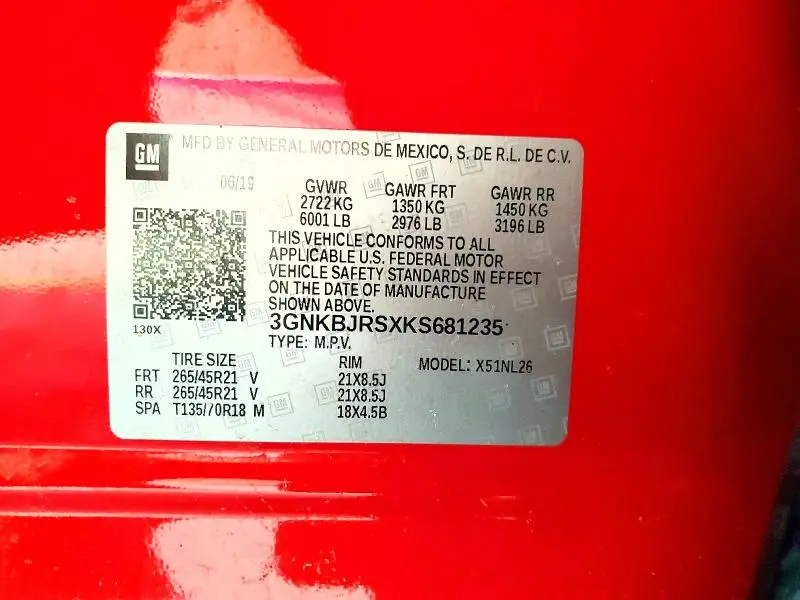 GM MFD BY GENERAL MOTORS DE MEXICO, S. DE R.L. DE C.V.
06/19 GVWR GAWR FRT GAWR RR
2722 KG 1350 KG 1450 KG
6001 LB 2976 LB 3196 LB
THIS VEHICLE CONFORMS TO ALL
APPLICABLE U.S. FEDERAL MOTOR
VEHICLE SAFETY STANDARDS IN EFFECT
ON THE DATE OF MANUFACTURE
SHOWN ABOVE.
3GNKBJRSXKS681235
130X
TYPE: M.P.V.
TIRE SIZE RIM MODEL: X51NL26
FRT 265/45R21 V 21X8.5J
RR 265/45R21 V 21X8.5J
SPA T135/70R18 M 18X4.5B